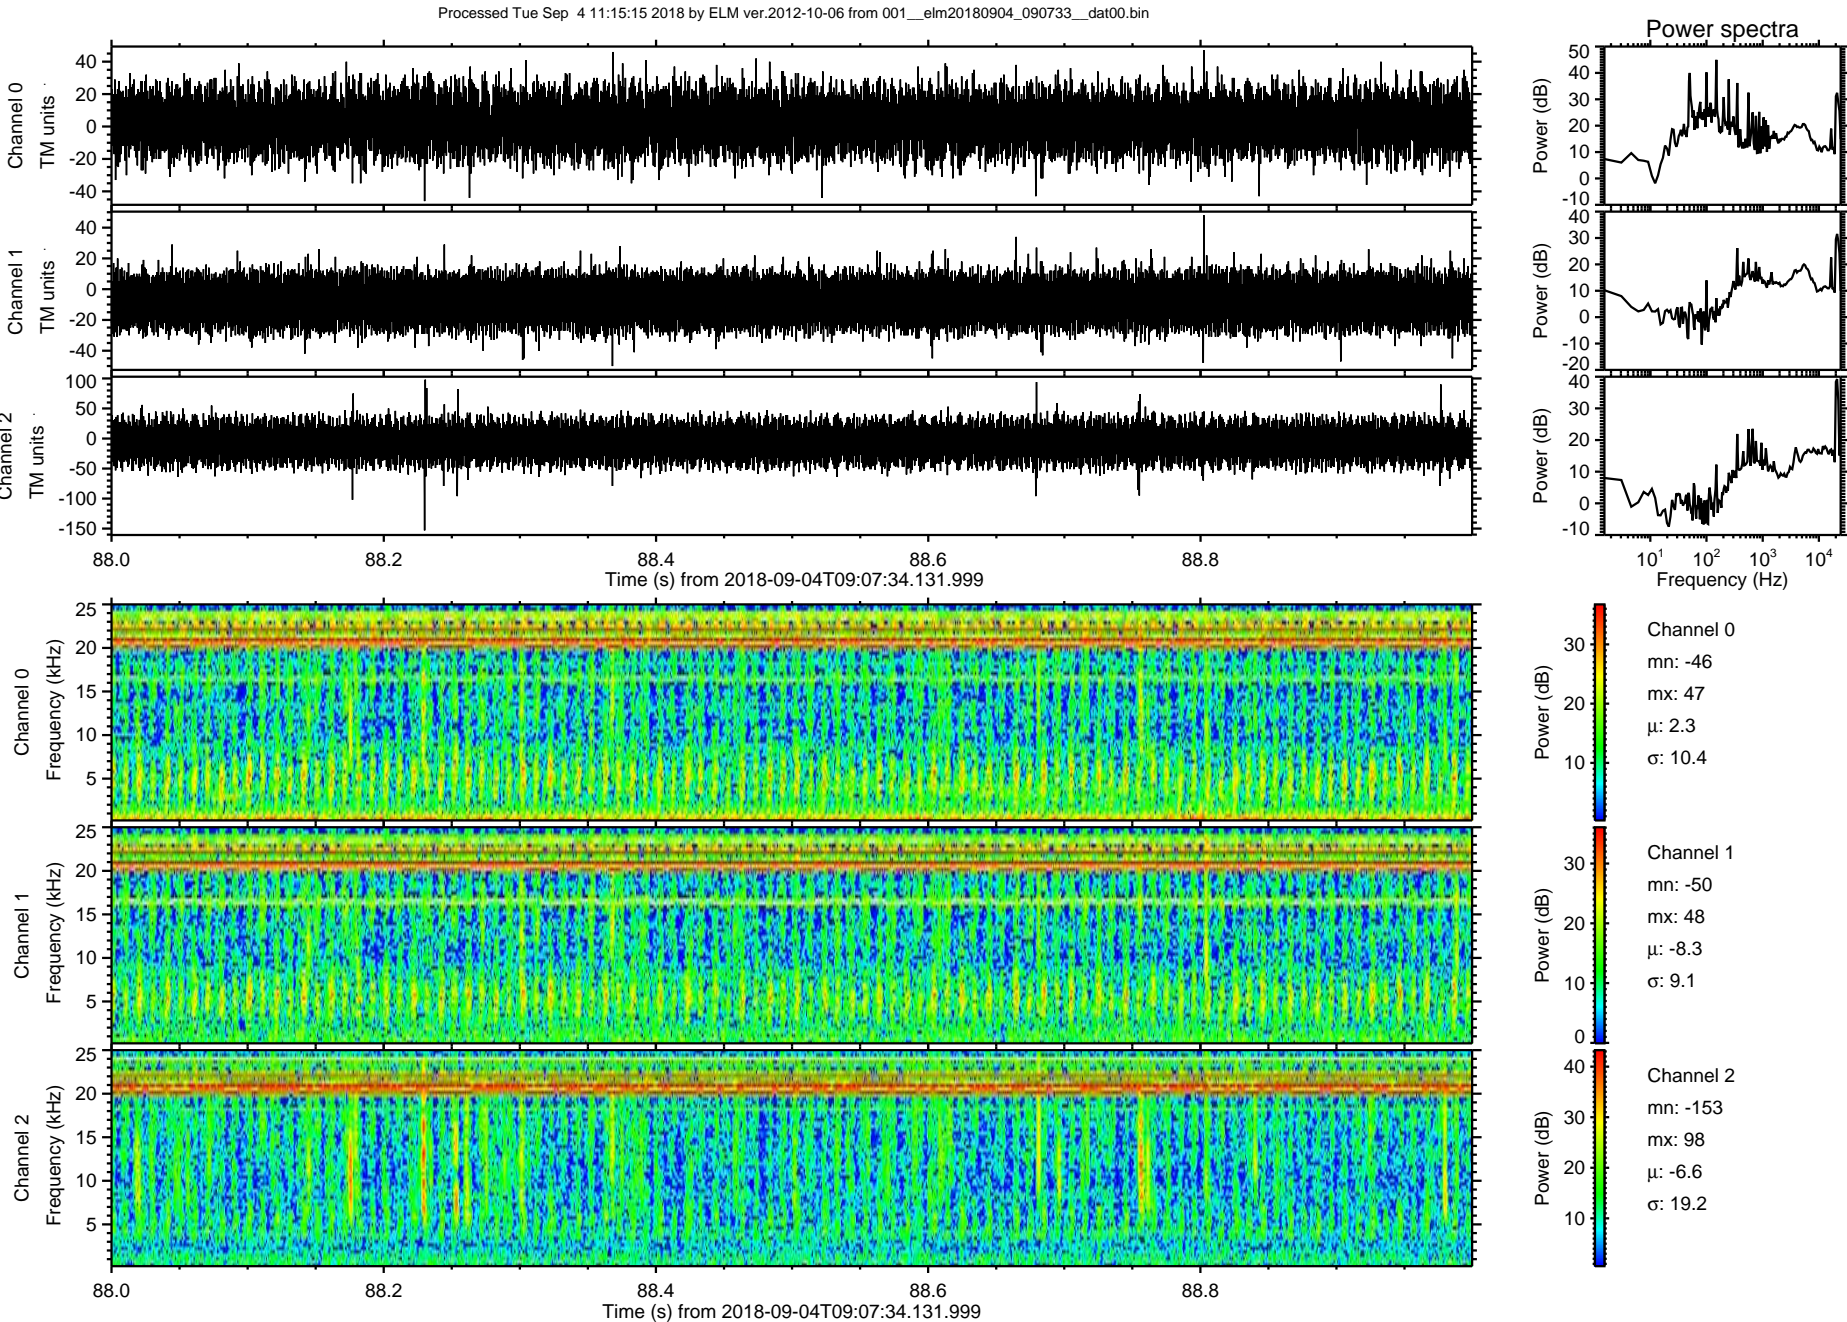 Processed Tue Sep  4 11:15:15 2018 by ELM ver.2012-10-06 from 001__elm20180904_090733__dat00.bin
Power spectra
Channel 0
TM units
40
20
0
-20
-40
Power (dB)
50
40
30
20
10
0
-10
Channel 1
TM units
40
20
0
-20
-40
Power (dB)
40
30
20
10
0
-10
-20
Channel 2
TM units
100
50
0
-50
-100
-150
Power (dB)
40
30
20
10
0
-10
88.0 88.2 88.4 88.6 88.8
Time (s) from 2018-09-04T09:07:34.131.999
10^1 10^2 10^3 10^4
Frequency (Hz)
Channel 0
Frequency (kHz)
25
20
15
10
5
Power (dB)
30
20
10
Channel 0
mn: -46
mx: 47
μ: 2.3
σ: 10.4
Channel 1
Frequency (kHz)
25
20
15
10
5
Power (dB)
30
20
10
0
Channel 1
mn: -50
mx: 48
μ: -8.3
σ: 9.1
Channel 2
Frequency (kHz)
25
20
15
10
5
Power (dB)
40
30
20
10
Channel 2
mn: -153
mx: 98
μ: -6.6
σ: 19.2
88.0 88.2 88.4 88.6 88.8
Time (s) from 2018-09-04T09:07:34.131.999